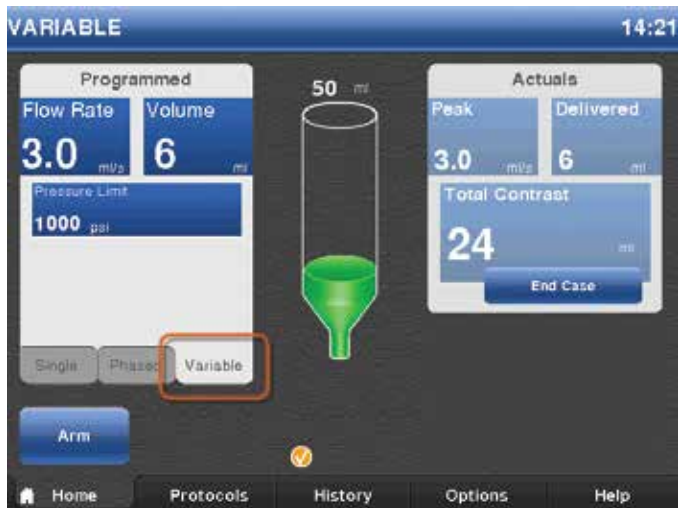 VARIABLE 14:21
Programmed
Flow Rate Volume
3.0 ml/s 6 ml
Pressure Limit
1000 psi
Single Phased Variable
Arm
50 ml
Actuals
Peak Delivered
3.0 ml/s 6 ml
Total Contrast
24 ml
End Case
Home Protocols History Options Help